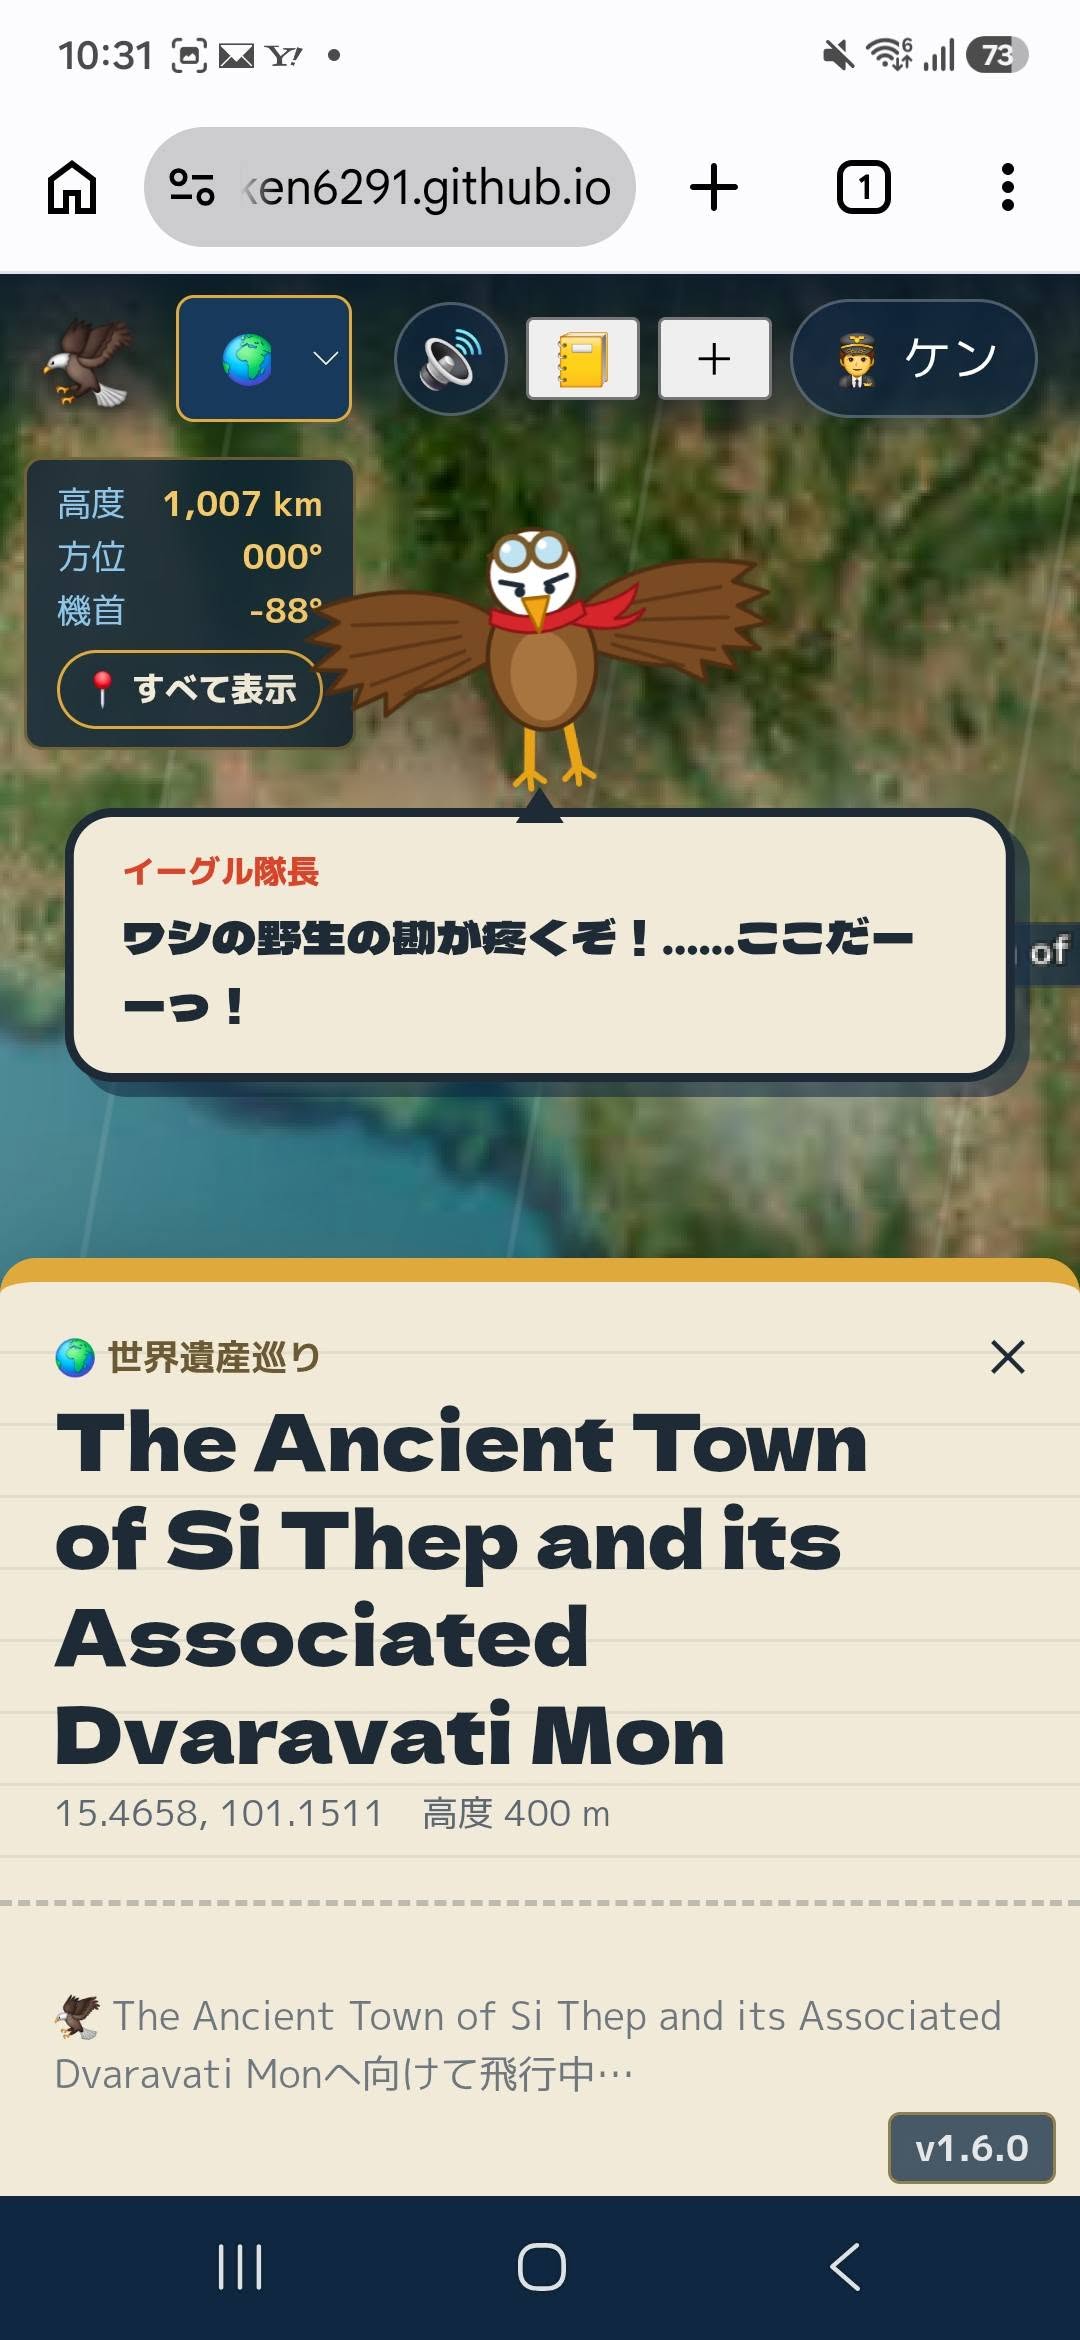 10:31
73
ken6291.github.io
1
+
ケン
高度 1,007 km
方位 000°
機首 -88°
すべて表示
イーグル隊長
ワシの野生の勘が疼くぞ！……ここだー
ーっ！
of
世界遺産巡り
The Ancient Town
of Si Thep and its
Associated
Dvaravati Mon
15.4658, 101.1511 高度 400 m
The Ancient Town of Si Thep and its Associated
Dvaravati Monへ向けて飛行中…
v1.6.0